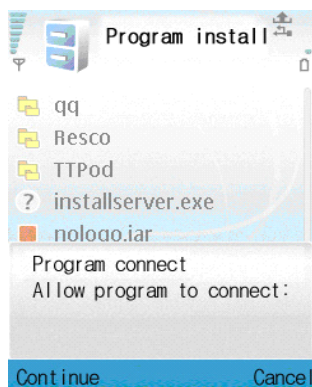 Program install
qq
Resco
TTPod
? installserver.exe
nologo.jar
Program connect
Allow program to connect:
Continue Cancel